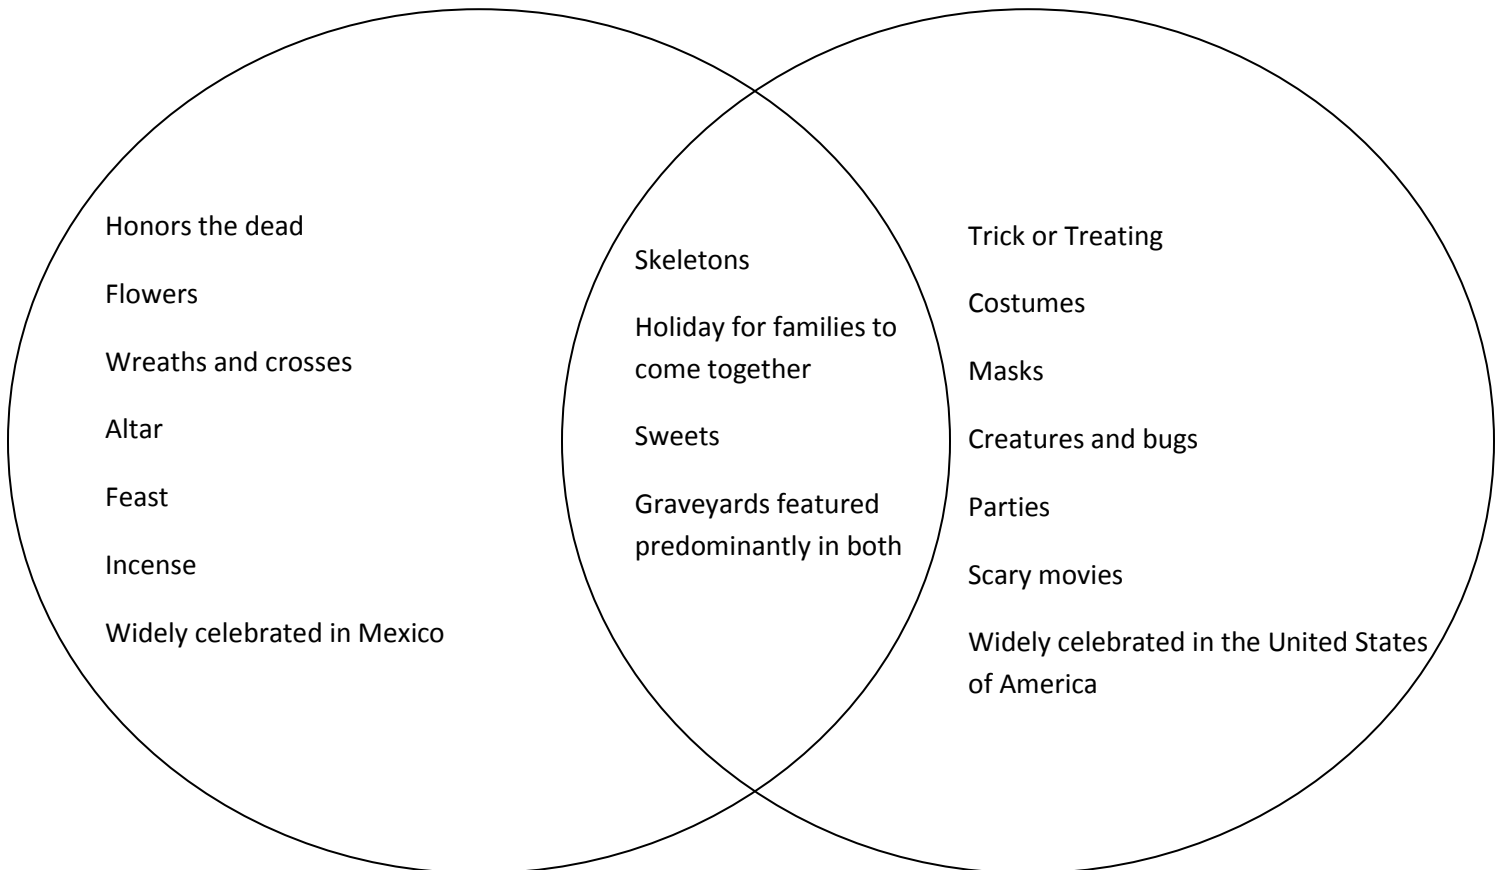 Honors the dead
Flowers
Wreaths and crosses
Altar
Feast
Incense
Widely celebrated in Mexico
Skeletons
Holiday for families to
come together
Sweets
Graveyards featured
predominantly in both
Trick or Treating
Costumes
Masks
Creatures and bugs
Parties
Scary movies
Widely celebrated in the United States
of America